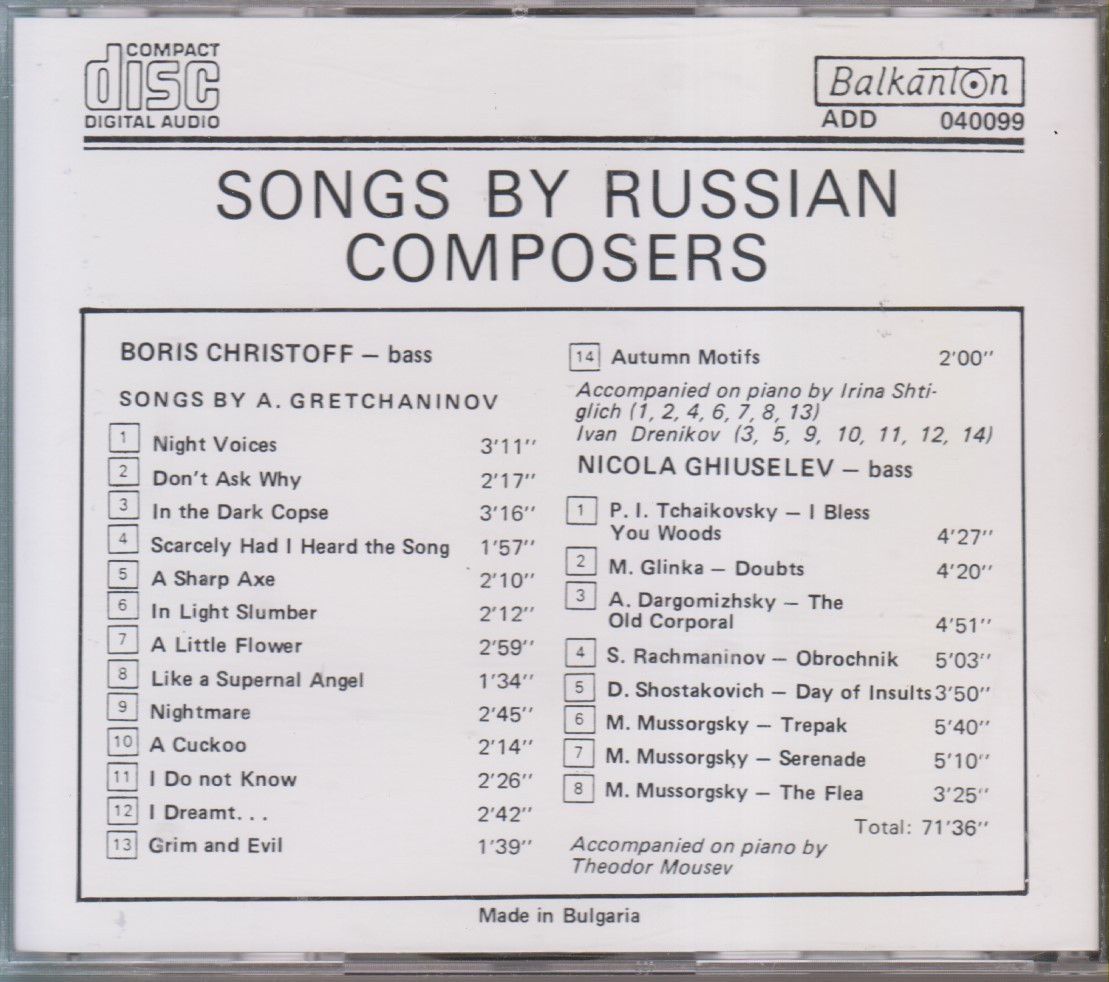 COMPACT
disc
DIGITAL AUDIO
Balkanton
ADD 040099
SONGS BY RUSSIAN
COMPOSERS
BORIS CHRISTOFF — bass
SONGS BY A. GRETCHANINOV
1 Night Voices 3'11''
2 Don't Ask Why 2'17''
3 In the Dark Copse 3'16''
4 Scarcely Had I Heard the Song 1'57''
5 A Sharp Axe 2'10''
6 In Light Slumber 2'12''
7 A Little Flower 2'59''
8 Like a Supernal Angel 1'34''
9 Nightmare 2'45''
10 A Cuckoo 2'14''
11 I Do not Know 2'26''
12 I Dreamt. . . 2'42''
13 Grim and Evil 1'39''
14 Autumn Motifs 2'00''
Accompanied on piano by Irina Shti-
glich (1, 2, 4, 6, 7, 8, 13)
Ivan Drenikov (3, 5, 9, 10, 11, 12, 14)
NICOLA GHIUSELEV — bass
1 P. I. Tchaikovsky — I Bless
You Woods 4'27''
2 M. Glinka — Doubts 4'20''
3 A. Dargomizhsky — The
Old Corporal 4'51''
4 S. Rachmaninov — Obrochnik 5'03''
5 D. Shostakovich — Day of Insults 3'50''
6 M. Mussorgsky — Trepak 5'40''
7 M. Mussorgsky — Serenade 5'10''
8 M. Mussorgsky — The Flea 3'25''
Total: 71'36''
Accompanied on piano by
Theodor Mousev
Made in Bulgaria